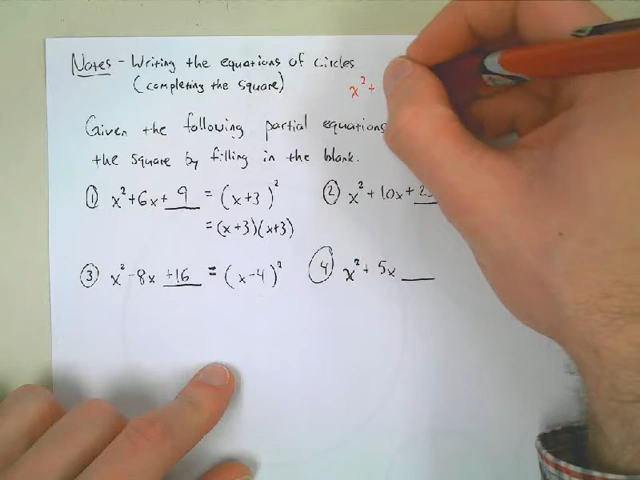 Notes - Writing the equations of circles
(completing the square)
x² +
Given the following partial equations
the square by filling in the blank.
① x² + 6x + 9 = (x+3)²
= (x+3)(x+3)
② x² + 10x + 2
③ x² - 8x +16 = (x-4)²
④ x² + 5x ___